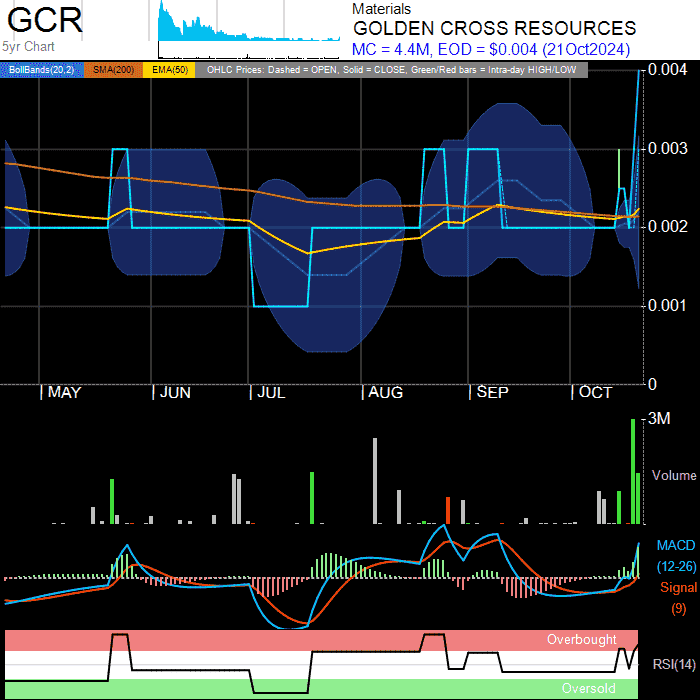 GCR
5yr Chart
Materials
GOLDEN CROSS RESOURCES
MC = 4.4M, EOD = $0.004 (21Oct2024)
BollBands(20,2) SMA(200) EMA(50) OHLC Prices: Dashed = OPEN, Solid = CLOSE, Green/Red bars = Intra-day HIGH/LOW
0.004
0.003
0.002
0.001
0
MAY JUN JUL AUG SEP OCT
3M
Volume
MACD
(12-26)
Signal
(9)
Overbought
RSI(14)
Oversold